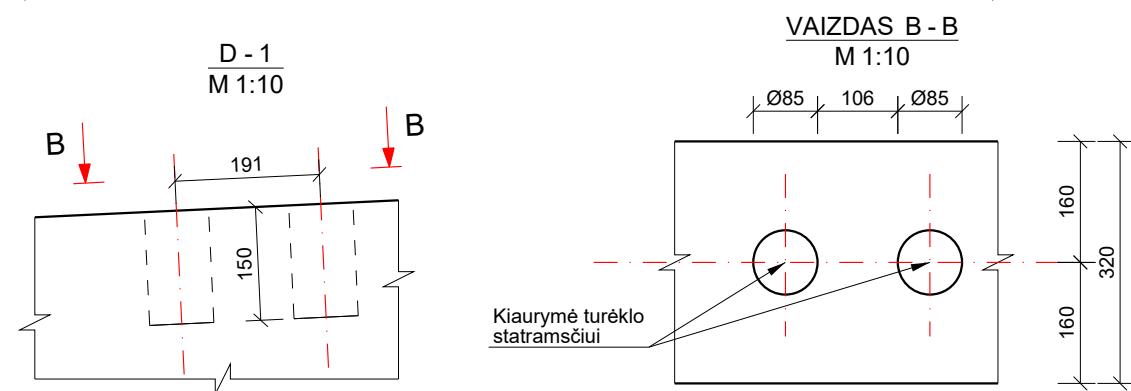 D - 1
M 1:10
B
B
191
150
VAIZDAS B - B
M 1:10
Ø85
106
Ø85
160
320
160
Kiaurymė turėklo
statramsčiui